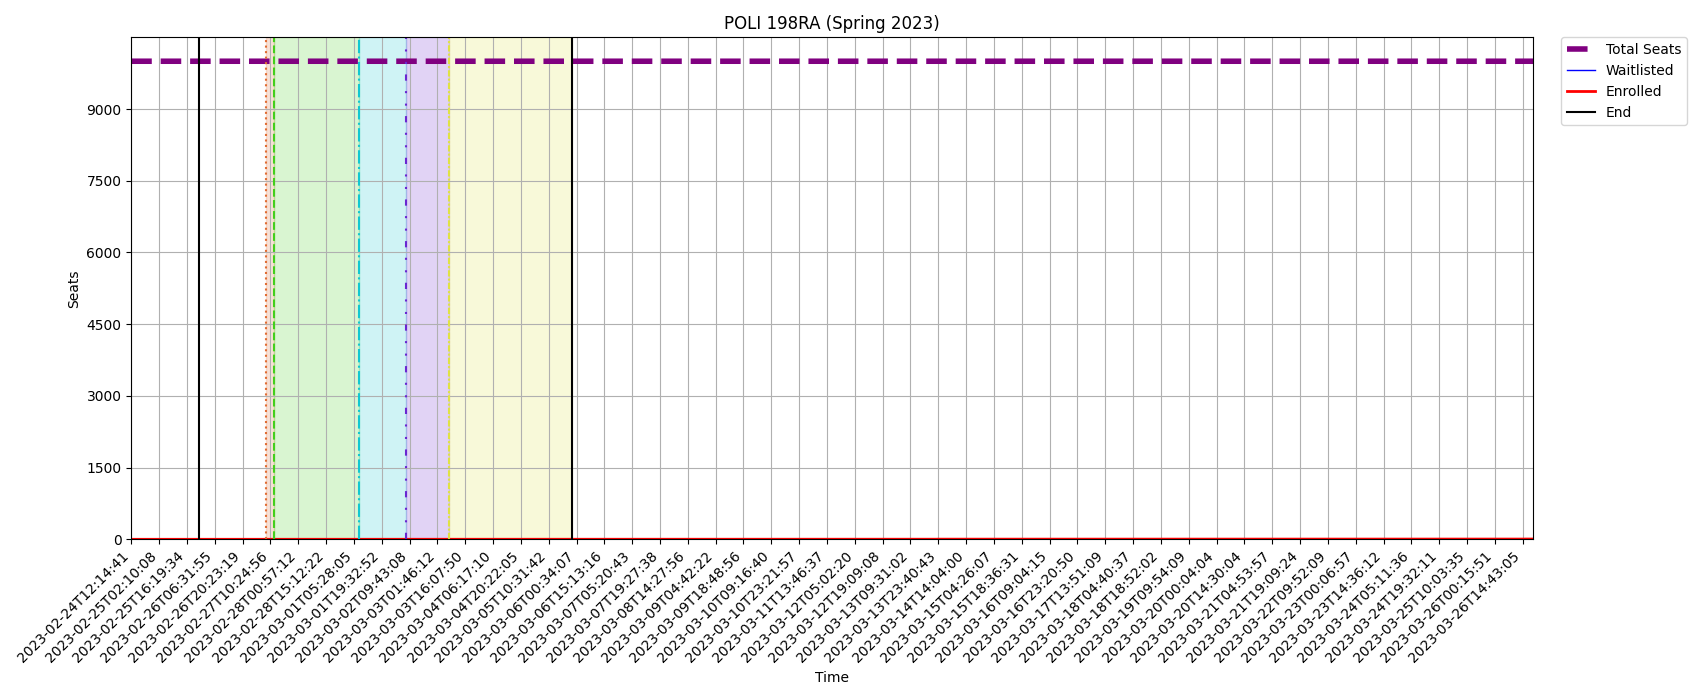 POLI 198RA (Spring 2023)
Total Seats
Waitlisted
Enrolled
End
Seats
9000
7500
6000
4500
3000
1500
0
2023-02-24T12:14:41
2023-02-25T02:10:08
2023-02-25T16:19:34
2023-02-26T06:31:55
2023-02-26T20:23:19
2023-02-27T10:24:56
2023-02-28T00:57:12
2023-02-28T15:12:22
2023-03-01T05:28:05
2023-03-01T19:32:52
2023-03-02T09:43:08
2023-03-03T01:46:12
2023-03-03T16:07:50
2023-03-04T06:17:10
2023-03-04T20:22:05
2023-03-05T10:31:42
2023-03-06T00:34:07
2023-03-06T15:13:16
2023-03-07T05:20:43
2023-03-07T19:27:38
2023-03-08T14:27:56
2023-03-09T04:42:22
2023-03-09T18:48:56
2023-03-10T09:16:40
2023-03-10T23:21:57
2023-03-11T13:46:37
2023-03-12T05:02:20
2023-03-12T19:09:08
2023-03-13T09:31:02
2023-03-13T23:40:43
2023-03-14T14:04:00
2023-03-15T04:26:07
2023-03-15T18:36:31
2023-03-16T09:04:15
2023-03-16T23:20:50
2023-03-17T13:51:09
2023-03-18T04:40:37
2023-03-18T18:52:02
2023-03-19T09:54:09
2023-03-20T00:04:04
2023-03-20T14:30:04
2023-03-21T04:53:57
2023-03-21T19:09:24
2023-03-22T09:52:09
2023-03-23T00:06:57
2023-03-23T14:36:12
2023-03-24T05:11:36
2023-03-24T19:32:11
2023-03-25T10:03:35
2023-03-26T00:15:51
2023-03-26T14:43:05
Time